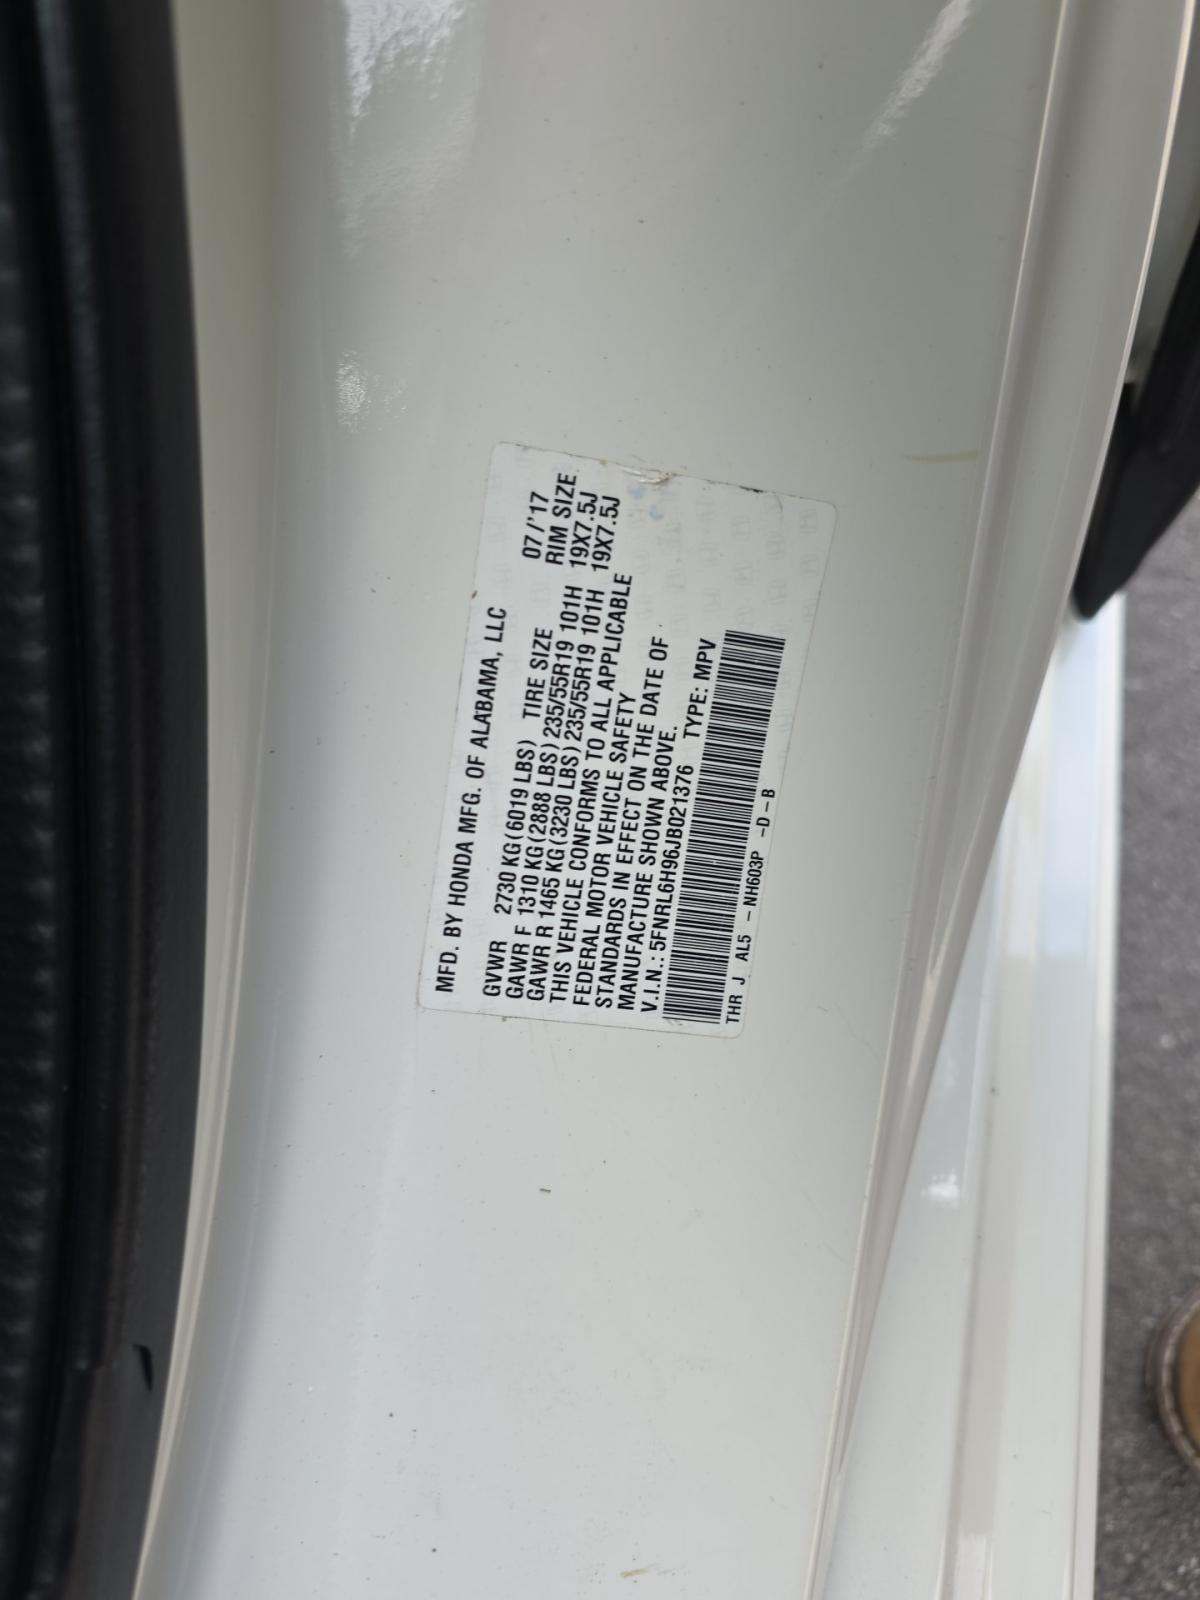 MFD. BY HONDA MFG. OF ALABAMA, LLC 07/'17
GVWR 2730 KG(6019 LBS) TIRE SIZE RIM SIZE
GAWR F 1310 KG(2888 LBS) 235/55R19 101H 19X7.5J
GAWR R 1465 KG(3230 LBS) 235/55R19 101H 19X7.5J
THIS VEHICLE CONFORMS TO ALL APPLICABLE
FEDERAL MOTOR VEHICLE SAFETY
STANDARDS IN EFFECT ON THE DATE OF
MANUFACTURE SHOWN ABOVE.
V.I.N.: 5FNRL6H96JB021376 TYPE: MPV
THR J AL5 - NH603P -D-B